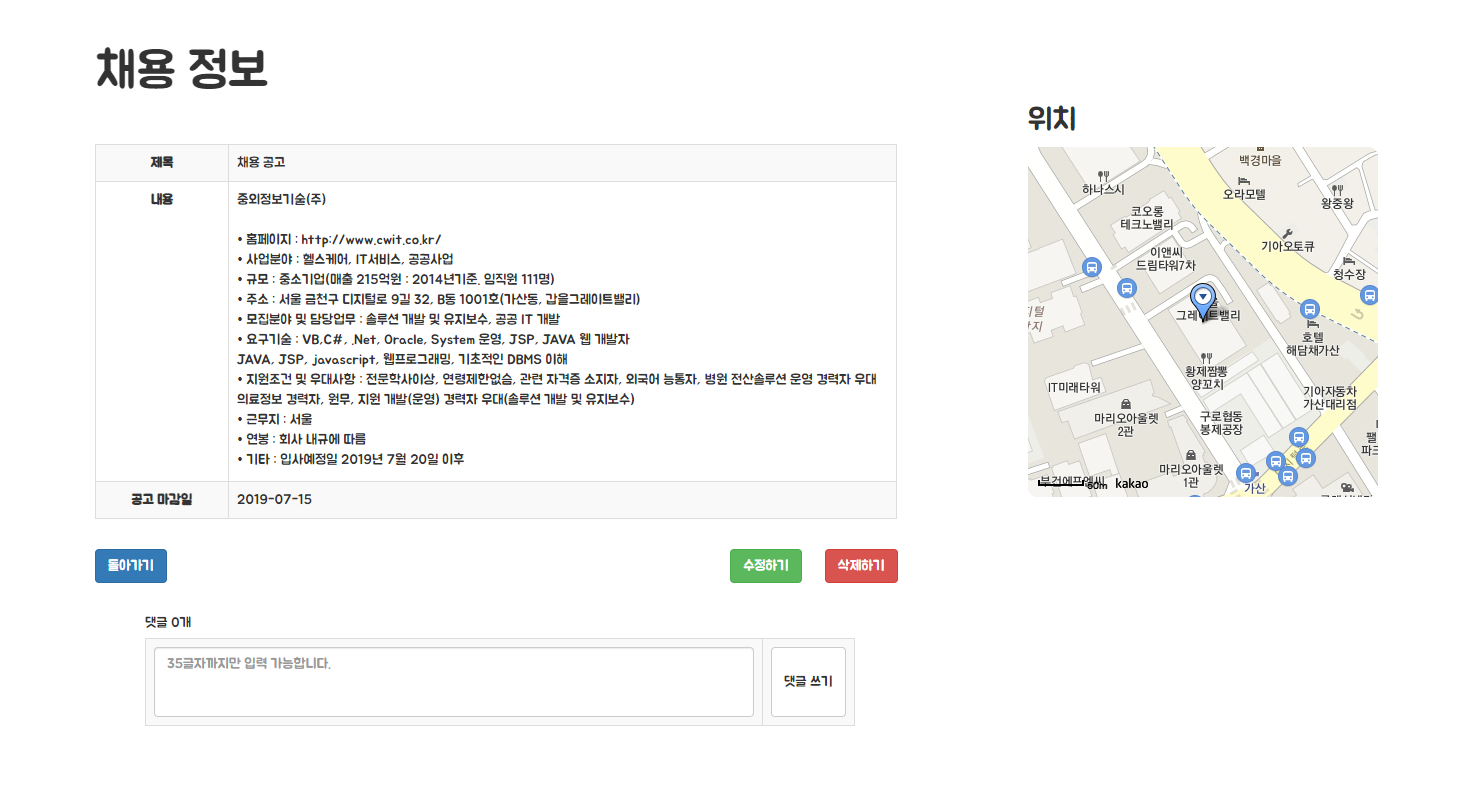 채용 정보
제목
채용 공고
내용
중외정보기술(주)
• 홈페이지 : http://www.cwit.co.kr/
• 사업분야 : 헬스케어, IT서비스, 공공사업
• 규모 : 중소기업(매출 215억원 : 2014년기준, 임직원 111명)
• 주소 : 서울 금천구 디지털로 9길 32, B동 1001호(가산동, 갑을그레이트밸리)
• 모집분야 및 담당업무 : 솔루션 개발 및 유지보수, 공공 IT 개발
• 요구기술 : VB,C#, .Net, Oracle, System 운영, JSP, JAVA 웹 개발자
JAVA, JSP, javascript, 웹프로그래밍, 기초적인 DBMS 이해
• 지원조건 및 우대사항 : 전문학사이상, 연령제한없슴, 관련 자격증 소지자, 외국어 능통자, 병원 전산솔루션 운영 경력자 우대
의료정보 경력자, 원무, 지원 개발(운영) 경력자 우대(솔루션 개발 및 유지보수)
• 근무지 : 서울
• 연봉 : 회사 내규에 따름
• 기타 : 입사예정일 2019년 7월 20일 이후
공고 마감일
2019-07-15
돌아가기
수정하기
삭제하기
댓글 0개
35글자까지만 입력 가능합니다.
댓글 쓰기
위치
백경마을
하나스시
오라모텔
왕중왕
코오롱
테크노밸리
기아오토큐
이앤씨
드림타워7차
청수장
그레이트밸리
호텔
해담채가산
황제짬뽕
양꼬치
IT미래타워
기아자동차
가산대리점
마리오아울렛
2관
구로협동
봉제공장
마리오아울렛
1관
가산
부건에프엔씨
50m
kakao